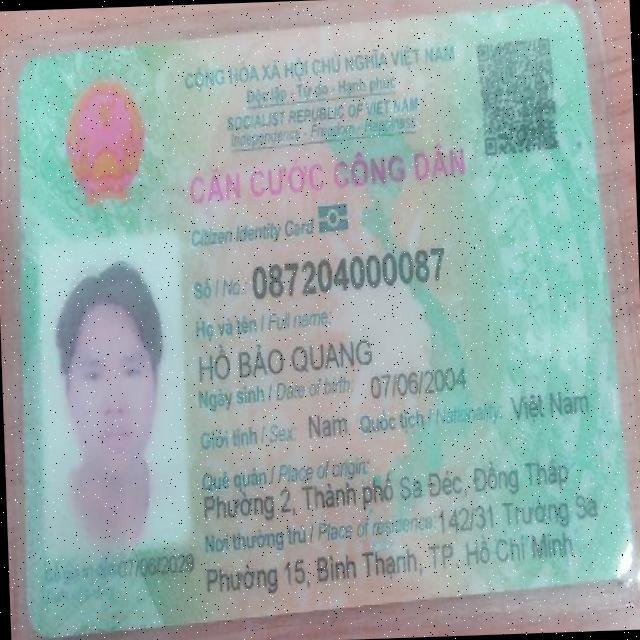 CỘNG HÒA XÃ HỘI CHỦ NGHĨA VIỆT NAM
Độc lập - Tự do - Hạnh phúc
SOCIALIST REPUBLIC OF VIET NAM
Independence - Freedom - Happiness
CĂN CƯỚC CÔNG DÂN
Citizen Identity Card
Số / No.: 087204000087
Họ và tên / Full name:
HỒ BẢO QUANG
Ngày sinh / Date of birth: 07/06/2004
Giới tính / Sex: Nam Quốc tịch / Nationality: Việt Nam
Quê quán / Place of origin:
Phường 2, Thành phố Sa Đéc, Đồng Tháp
Nơi thường trú / Place of residence: 142/31 Trường Sa
Phường 15, Bình Thạnh, TP. Hồ Chí Minh
07/06/2029